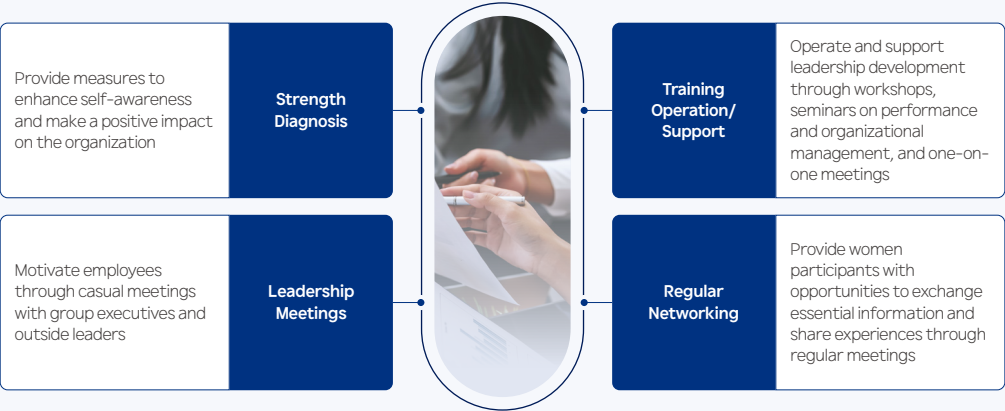 Provide measures to
enhance self-awareness
and make a positive impact
on the organization
Strength
Diagnosis
Training
Operation/
Support
Operate and support
leadership development
through workshops,
seminars on performance
and organizational
management, and one-on-
one meetings
Motivate employees
through casual meetings
with group executives and
outside leaders
Leadership
Meetings
Regular
Networking
Provide women
participants with
opportunities to exchange
essential information and
share experiences through
regular meetings